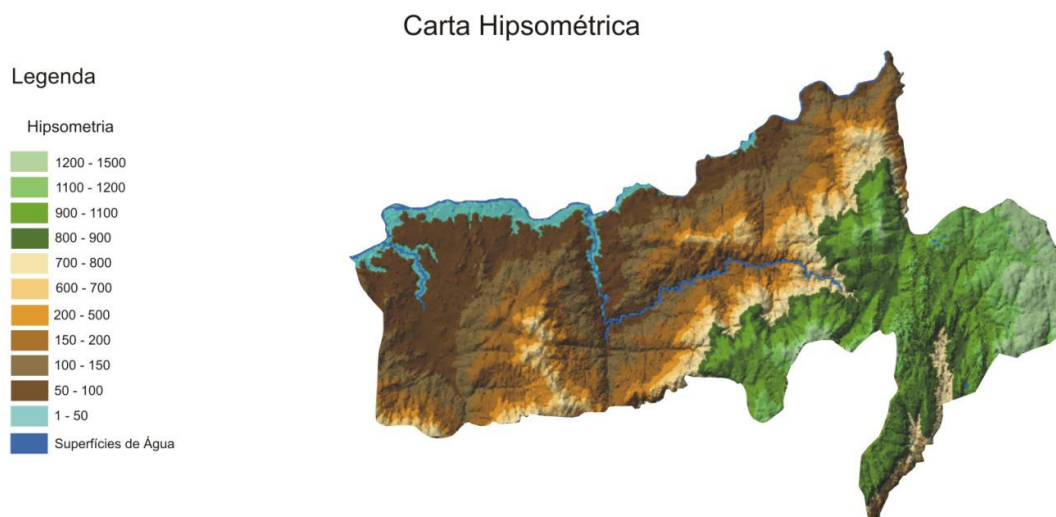 Carta Hipsométrica
Legenda
Hipsometria
1200 - 1500
1100 - 1200
900 - 1100
800 - 900
700 - 800
600 - 700
200 - 500
150 - 200
100 - 150
50 - 100
1 - 50
Superfícies de Água